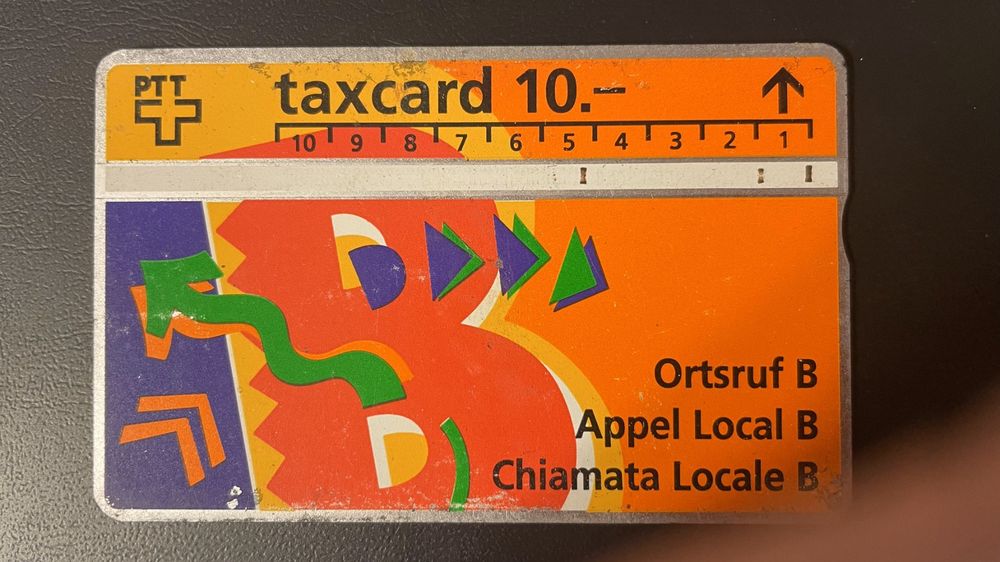 PTT
taxcard 10.–
10 9 8 7 6 5 4 3 2 1
Ortsruf B
Appel Local B
Chiamata Locale B